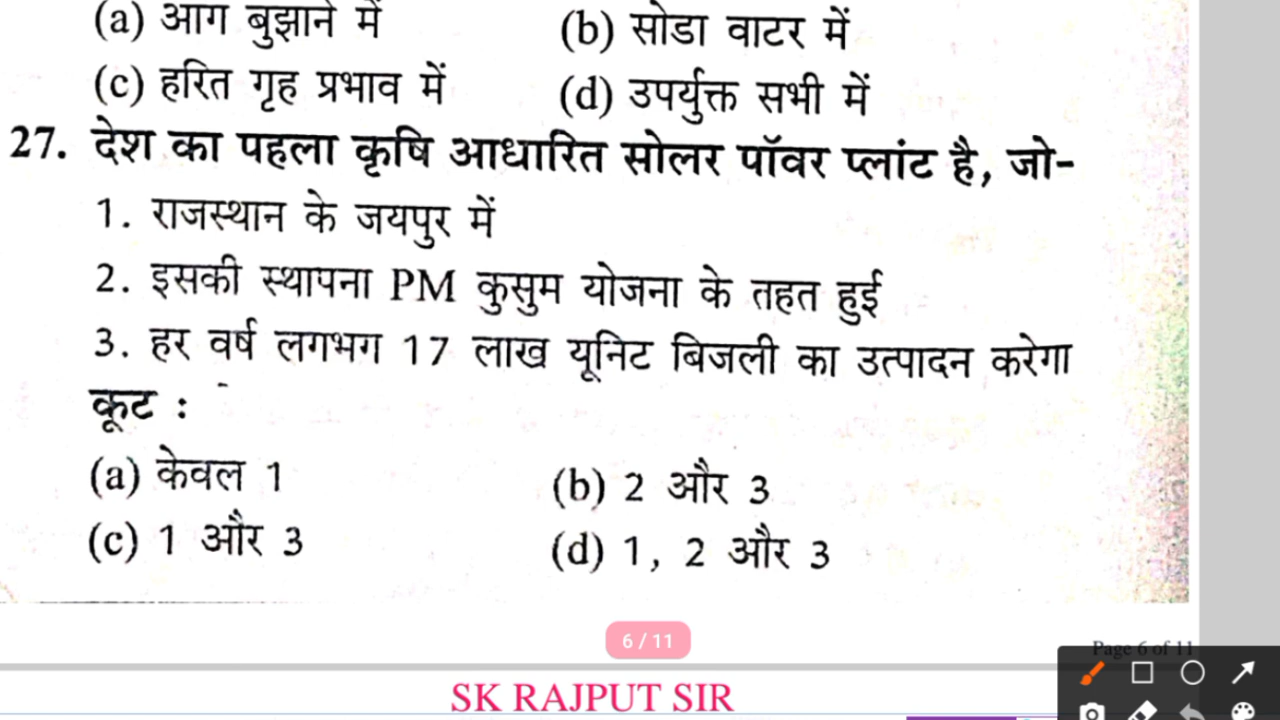 (a) आग बुझाने में (b) सोडा वाटर में
(c) हरित गृह प्रभाव में (d) उपर्युक्त सभी में
27. देश का पहला कृषि आधारित सोलर पॉवर प्लांट है, जो-
1. राजस्थान के जयपुर में
2. इसकी स्थापना PM कुसुम योजना के तहत हुई
3. हर वर्ष लगभग 17 लाख यूनिट बिजली का उत्पादन करेगा
कूट :
(a) केवल 1 (b) 2 और 3
(c) 1 और 3 (d) 1, 2 और 3
6 / 11
Page 6 of 11
SK RAJPUT SIR